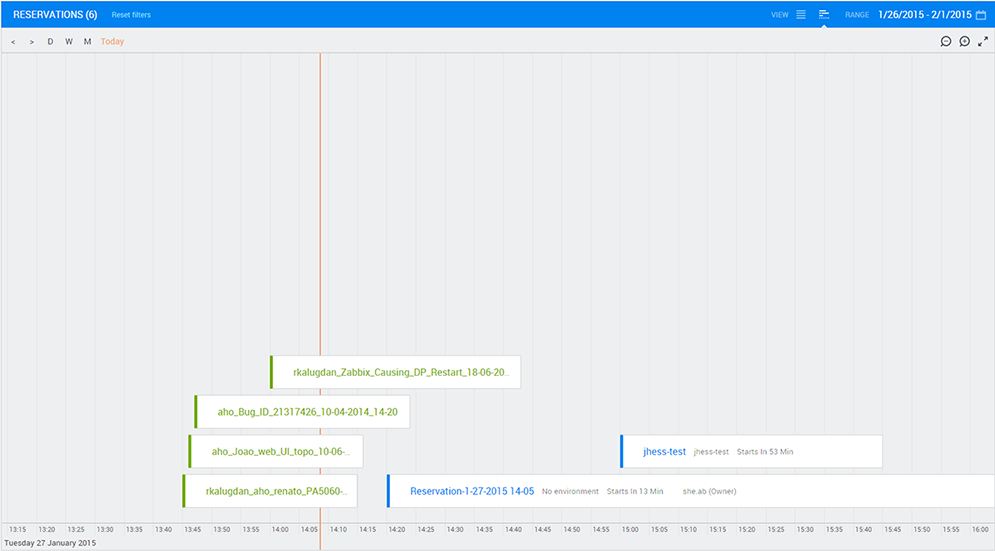 RESERVATIONS (6) Reset filters VIEW RANGE 1/26/2015 - 2/1/2015
< > D W M Today
rkalugdan_Zabbix_Causing_DP_Restart_18-06-20..
aho_Bug_ID_21317426_10-04-2014_14-20
aho_Joao_web_UI_topo_10-06-.. jhess-test jhess-test Starts In 53 Min
rkalugdan_aho_renato_PA5060-.. Reservation-1-27-2015 14-05 No environment Starts In 13 Min she.ab (Owner)
13:15 13:20 13:25 13:30 13:35 13:40 13:45 13:50 13:55 14:00 14:05 14:10 14:15 14:20 14:25 14:30 14:35 14:40 14:45 14:50 14:55 15:00 15:05 15:10 15:15 15:20 15:25 15:30 15:35 15:40 15:45 15:50 15:55 16:00
Tuesday 27 January 2015